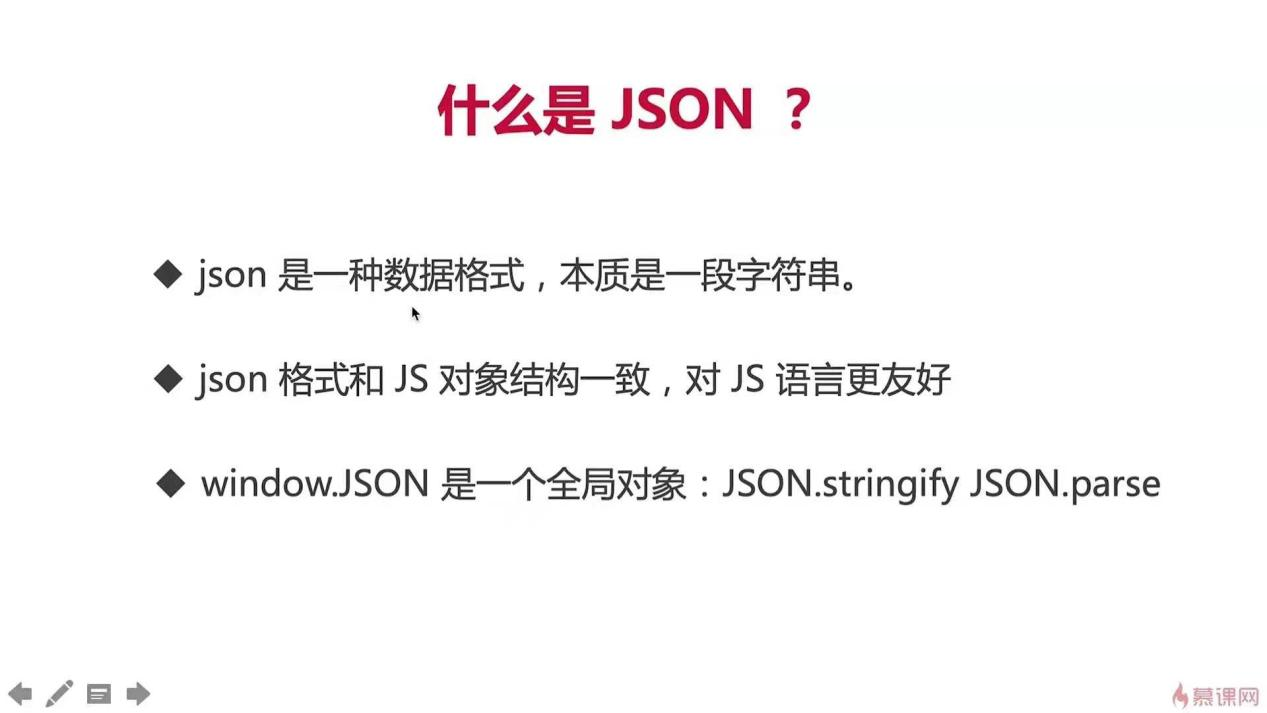 什么是 JSON ？
◆ json 是一种数据格式，本质是一段字符串。
◆ json 格式和 JS 对象结构一致，对 JS 语言更友好
◆ window.JSON 是一个全局对象：JSON.stringify JSON.parse
慕课网